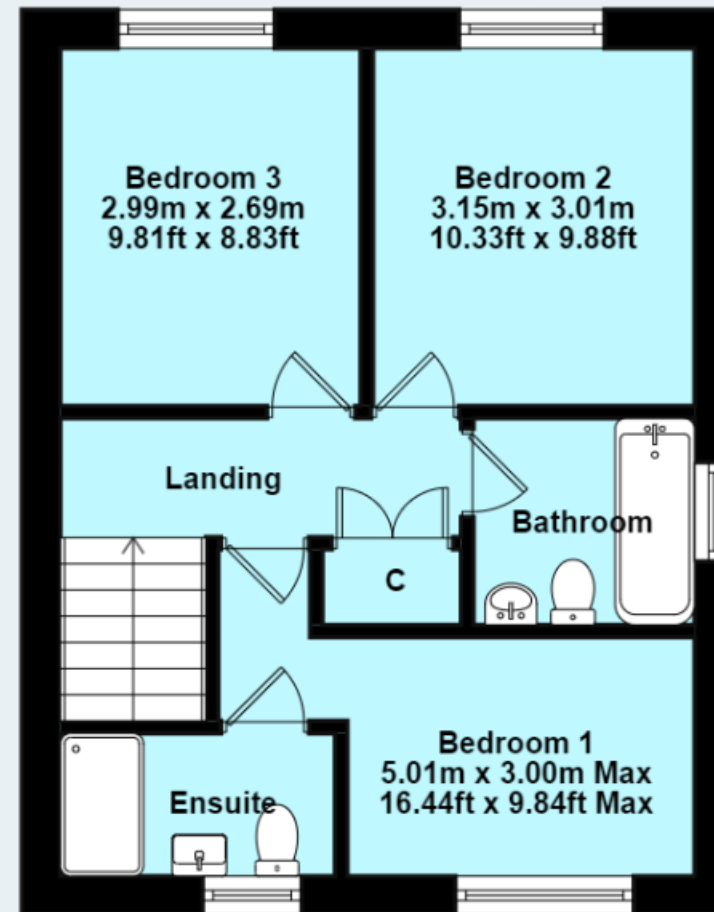 Bedroom 3
2.99m x 2.69m
9.81ft x 8.83ft
Bedroom 2
3.15m x 3.01m
10.33ft x 9.88ft
Landing
Bathroom
C
Bedroom 1
5.01m x 3.00m Max
16.44ft x 9.84ft Max
Ensuite